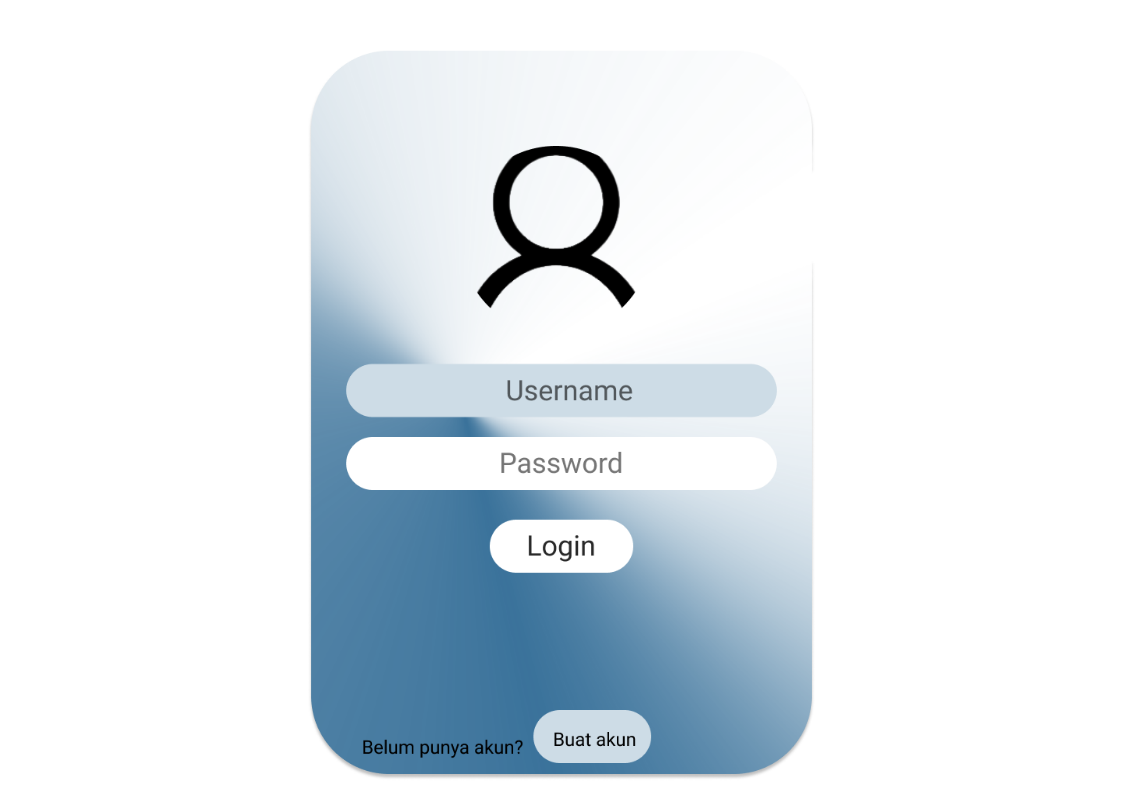 Username
Password
Login
Belum punya akun? Buat akun